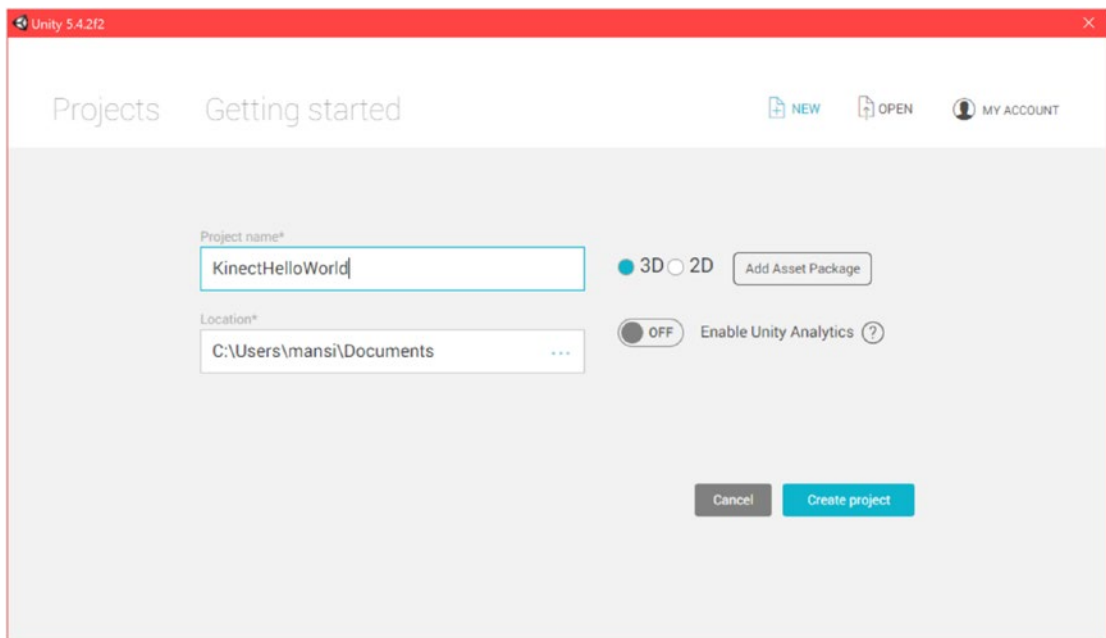 Unity 5.4.2f2
Projects Getting started NEW OPEN MY ACCOUNT
Project name*
KinectHelloWorld
3D 2D Add Asset Package
Location*
C:\Users\mansi\Documents ...
OFF Enable Unity Analytics ?
Cancel Create project